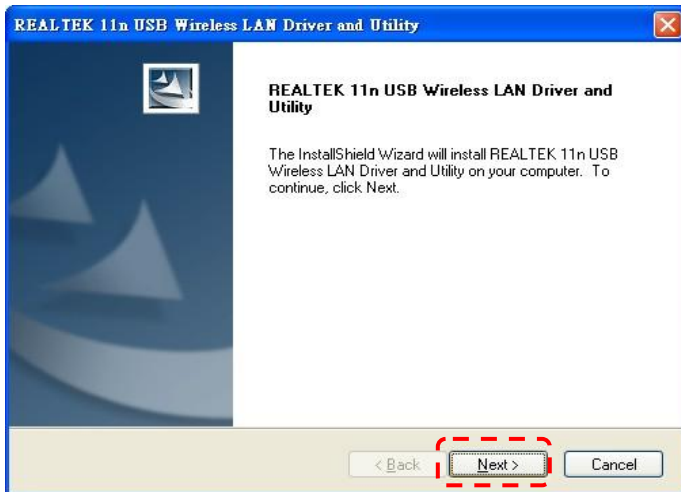 REALTEK 11n USB Wireless LAN Driver and Utility
REALTEK 11n USB Wireless LAN Driver and
Utility
The InstallShield Wizard will install REALTEK 11n USB
Wireless LAN Driver and Utility on your computer. To
continue, click Next.
< Back
Next >
Cancel